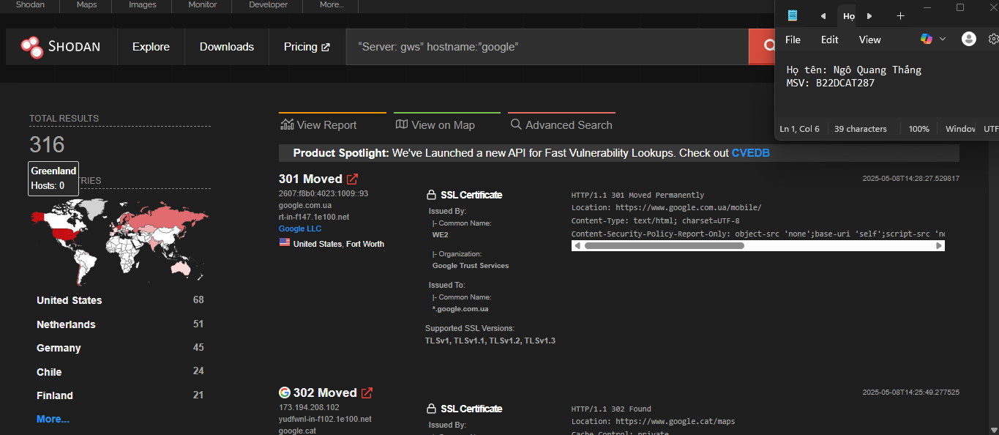 Shodan Maps Images Monitor Developer More...
SHODAN Explore Downloads Pricing “Server: gws” hostname:”google”
Họ
File Edit View
Họ tên: Ngô Quang Thắng
MSV: B22DCAT287
Ln 1, Col 6 39 characters 100% Window UTF
TOTAL RESULTS
316
Greenland
Hosts: 0
TRIES
United States 68
Netherlands 51
Germany 45
Chile 24
Finland 21
More...
View Report View on Map Advanced Search
Product Spotlight: We've Launched a new API for Fast Vulnerability Lookups. Check out CVEDB
301 Moved
2607:f8b0:4023:1009::93
google.com.ua
rt-in-f147.1e100.net
Google LLC
United States, Fort Worth
SSL Certificate
Issued By:
|- Common Name:
WE2
|- Organization:
Google Trust Services
Issued To:
|- Common Name:
*.google.com.ua
Supported SSL Versions:
TLSv1, TLSv1.1, TLSv1.2, TLSv1.3
2025-05-08T14:28:27.529817
HTTP/1.1 301 Moved Permanently
Location: https://www.google.com.ua/mobile/
Content-Type: text/html; charset=UTF-8
Content-Security-Policy-Report-Only: object-src 'none';base-uri 'self';script-src 'no
302 Moved
173.194.208.102
yudfwnl-in-f102.1e100.net
google.cat
SSL Certificate
Issued By:
2025-05-08T14:25:49.277525
HTTP/1.1 302 Found
Location: https://www.google.cat/maps
Cache-Control: private